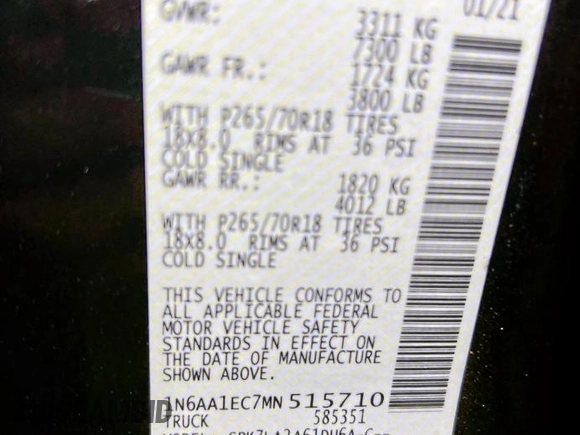 01/21
GVWR: 3311 KG
7300 LB
GAWR FR.: 1724 KG
3800 LB
WITH P265/70R18 TIRES
18X8.0 RIMS AT 36 PSI
COLD SINGLE
GAWR RR.: 1820 KG
4012 LB
WITH P265/70R18 TIRES
18X8.0 RIMS AT 36 PSI
COLD SINGLE
THIS VEHICLE CONFORMS TO
ALL APPLICABLE FEDERAL
MOTOR VEHICLE SAFETY
STANDARDS IN EFFECT ON
THE DATE OF MANUFACTURE
SHOWN ABOVE.
1N6AA1EC7MN 515710
TRUCK 585351